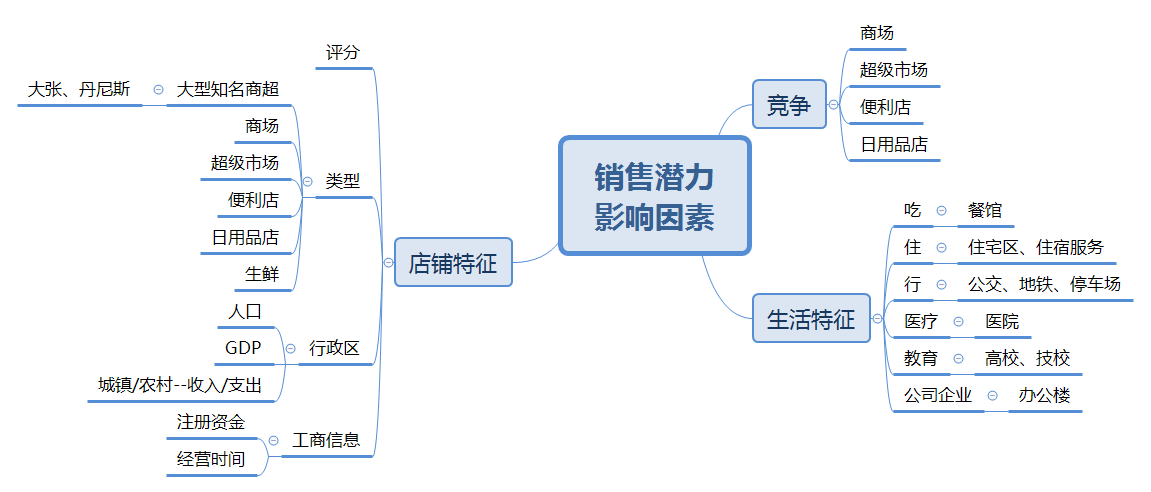 销售潜力
影响因素
竞争
商场
超级市场
便利店
日用品店
生活特征
吃
餐馆
住
住宅区、住宿服务
行
公交、地铁、停车场
医疗
医院
教育
高校、技校
公司企业
办公楼
店铺特征
评分
类型
大型知名商超
大张、丹尼斯
商场
超级市场
便利店
日用品店
生鲜
行政区
人口
GDP
城镇/农村--收入/支出
工商信息
注册资金
经营时间